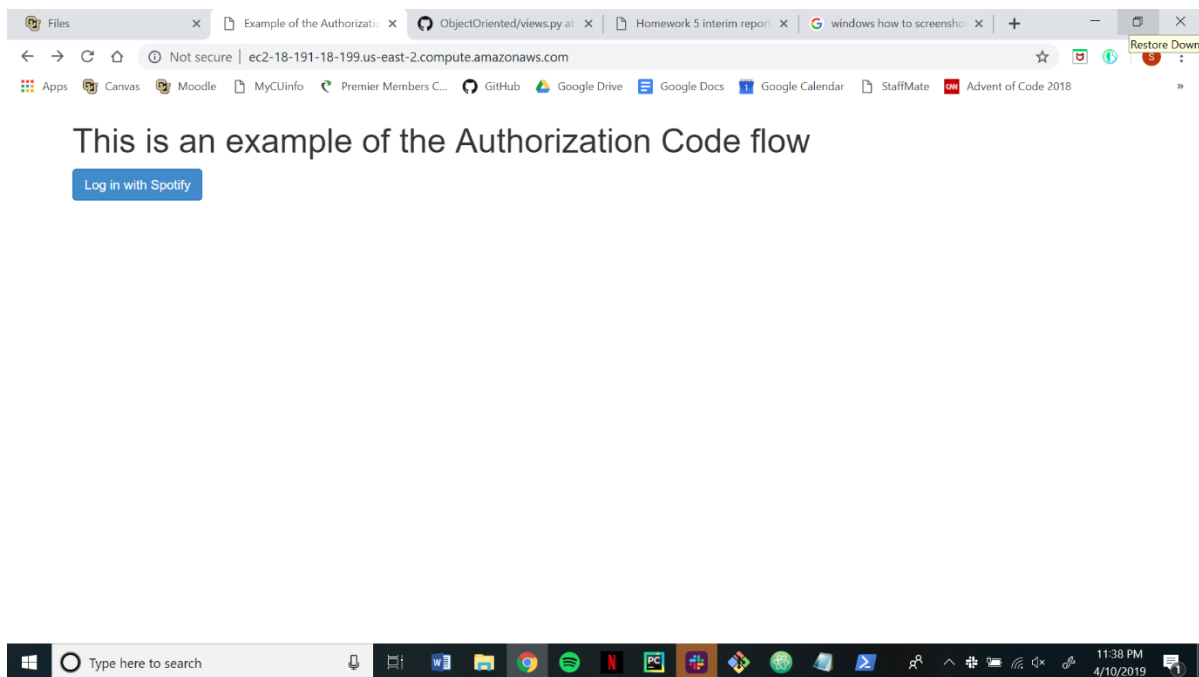 Files
Example of the Authorizatio
ObjectOriented/views.py at
Homework 5 interim report
windows how to screensho
Restore Down
Not secure | ec2-18-191-18-199.us-east-2.compute.amazonaws.com
S
Apps Canvas Moodle MyCUinfo Premier Members C... GitHub Google Drive Google Docs Google Calendar StaffMate CNN Advent of Code 2018 »
This is an example of the Authorization Code flow
Log in with Spotify
Type here to search
11:38 PM
4/10/2019